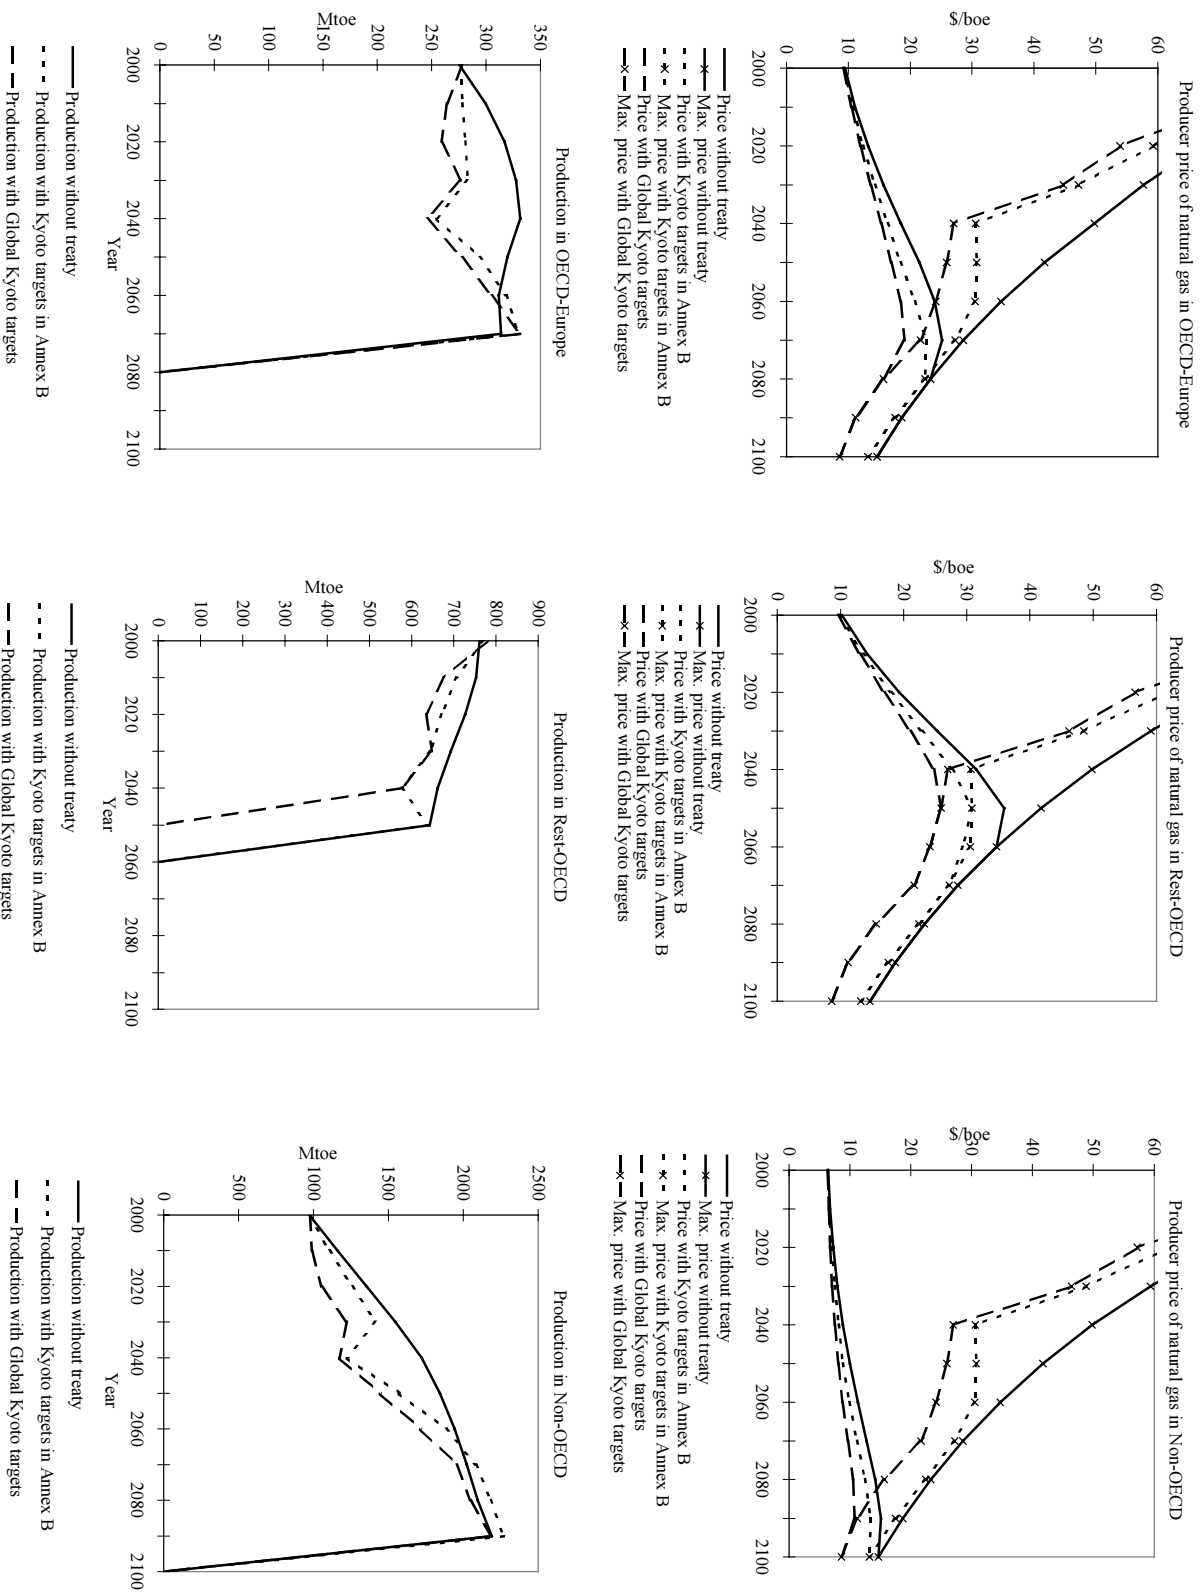 Producer price of natural gas in OECD-Europe
$/boe
60
50
40
30
20
10
0
2000 2020 2040 2060 2080 2100
Price without treaty
Max. price without treaty
Price with Kyoto targets in Annex B
Max. price with Kyoto targets in Annex B
Price with Global Kyoto targets
Max. price with Global Kyoto targets
Producer price of natural gas in Rest-OECD
$/boe
60
50
40
30
20
10
0
2000 2020 2040 2060 2080 2100
Price without treaty
Max. price without treaty
Price with Kyoto targets in Annex B
Max. price with Kyoto targets in Annex B
Price with Global Kyoto targets
Max. price with Global Kyoto targets
Producer price of natural gas in Non-OECD
$/boe
60
50
40
30
20
10
0
2000 2020 2040 2060 2080 2100
Price without treaty
Max. price without treaty
Price with Kyoto targets in Annex B
Max. price with Kyoto targets in Annex B
Price with Global Kyoto targets
Max. price with Global Kyoto targets
Production in OECD-Europe
Mtoe
350
300
250
200
150
100
50
0
2000 2020 2040 2060 2080 2100
Year
Production without treaty
Production with Kyoto targets in Annex B
Production with Global Kyoto targets
Production in Rest-OECD
Mtoe
900
800
700
600
500
400
300
200
100
0
2000 2020 2040 2060 2080 2100
Year
Production without treaty
Production with Kyoto targets in Annex B
Production with Global Kyoto targets
Production in Non-OECD
Mtoe
2500
2000
1500
1000
500
0
2000 2020 2040 2060 2080 2100
Year
Production without treaty
Production with Kyoto targets in Annex B
Production with Global Kyoto targets